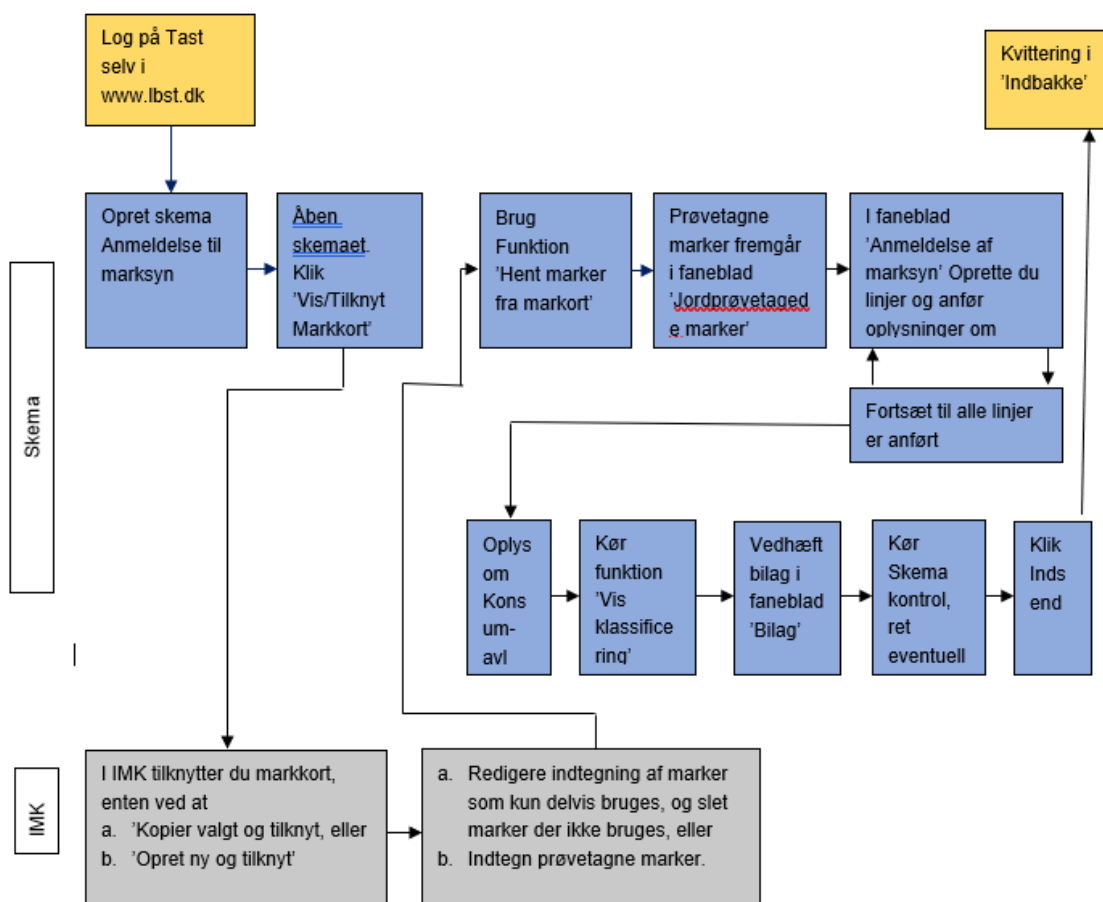 Log på Tast
selv i
www.lbst.dk
Kvittering i
’Indbakke’
Opret skema
Anmeldelse til
marksyn
Åben
skemaet.
Klik
’Vis/Tilknyt
Markkort’
Brug
Funktion
’Hent marker
fra markort’
Prøvetagne
marker fremgår
i faneblad
’Jordprøvetaged
e marker’
I faneblad
’Anmeldelse af
marksyn’ Oprette du
linjer og anfør
oplysninger om
Skema
Fortsæt til alle linjer
er anført
Oplys
om
Kons
um-
avl
Kør
funktion
’Vis
klassifice
ring’
Vedhæft
bilag i
faneblad
’Bilag’
Kør
Skema
kontrol,
ret
eventuell
Klik
Inds
end
IMK
I IMK tilknytter du markkort,
enten ved at
a. ’Kopier valgt og tilknyt, eller
b. ’Opret ny og tilknyt’
a. Redigere indtegning af marker
som kun delvis bruges, og slet
marker der ikke bruges, eller
b. Indtegn prøvetagne marker.